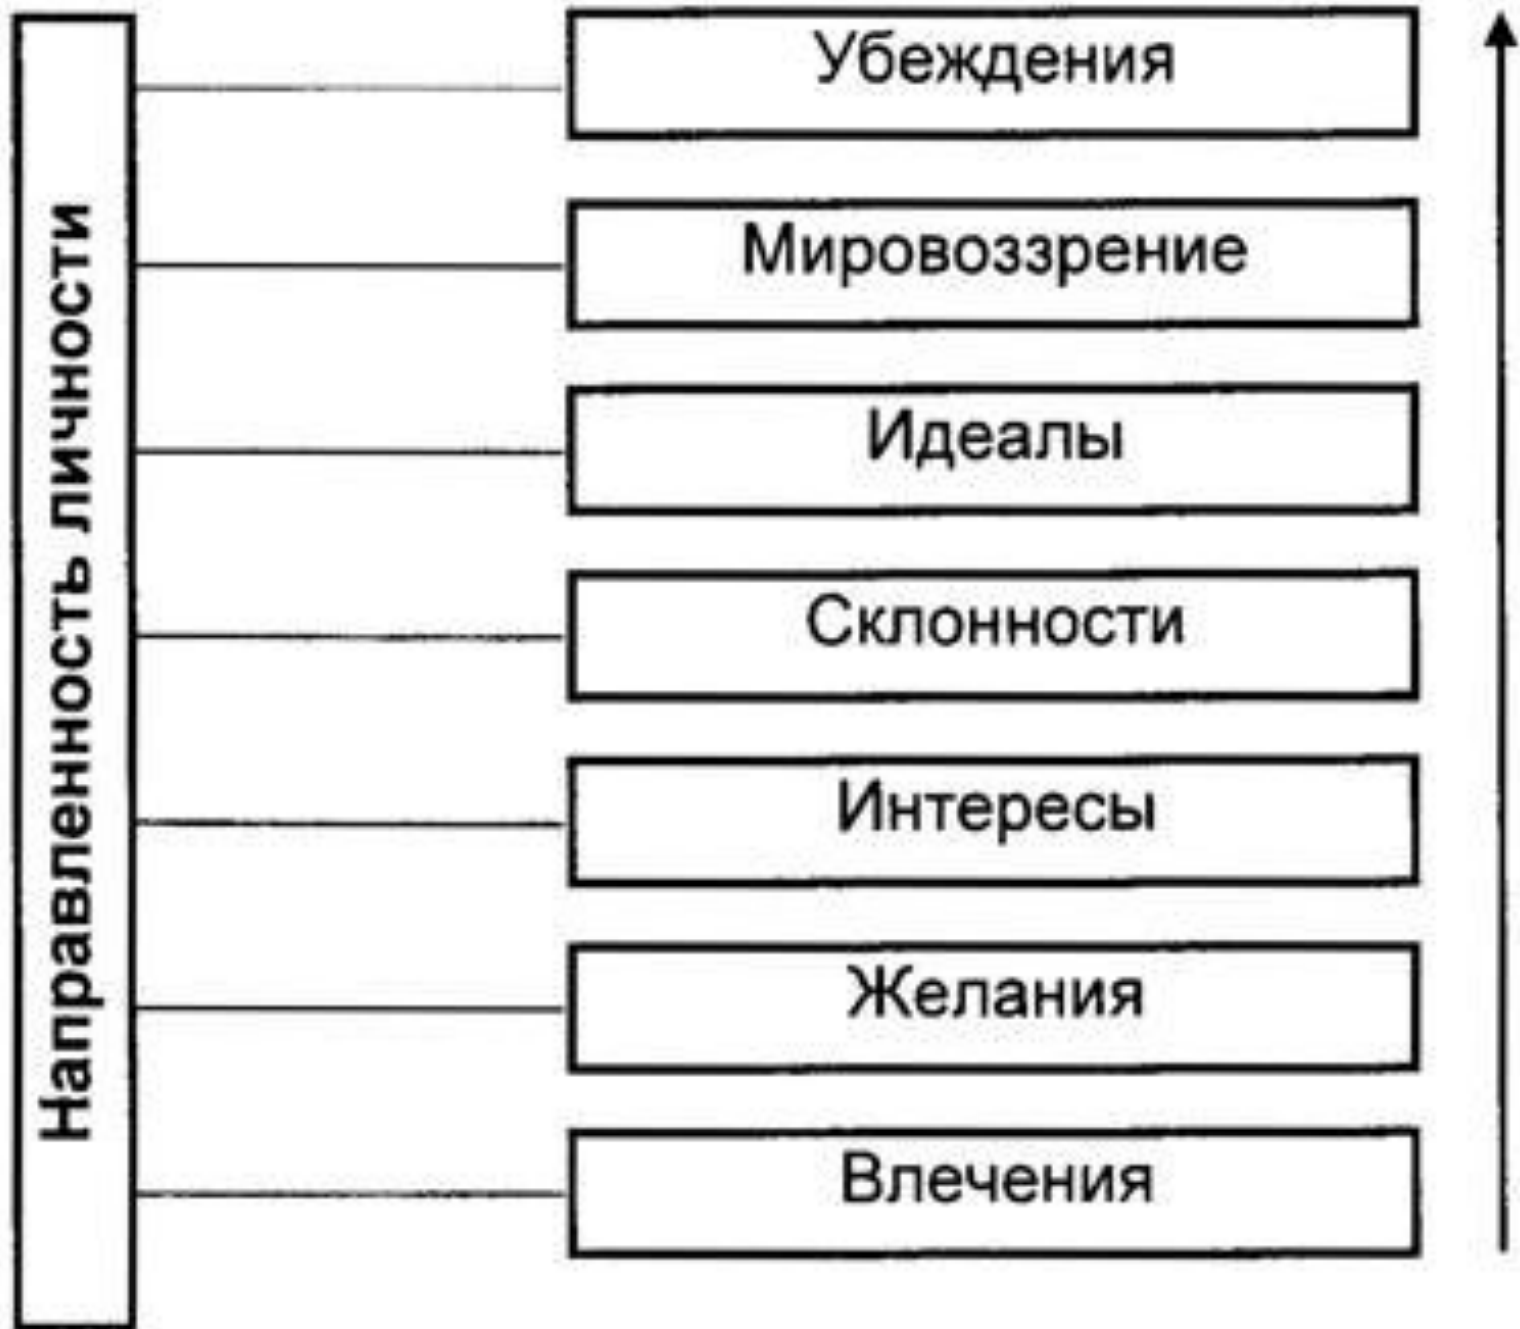 Направленность личности
Убеждения
Мировоззрение
Идеалы
Склонности
Интересы
Желания
Влечения